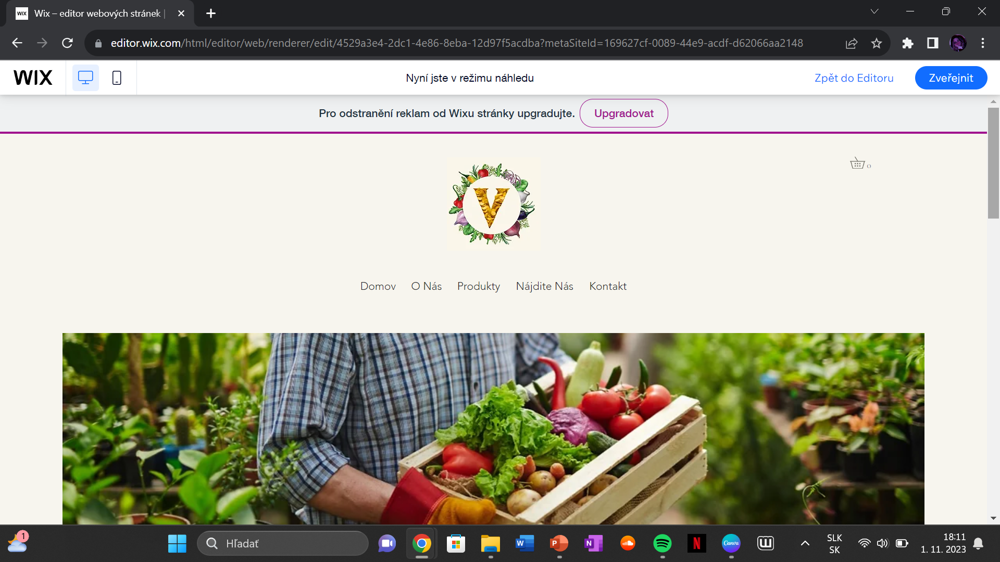 WIX
Wix – editor webových stránek |
editor.wix.com/html/editor/web/renderer/edit/4529a3e4-2dc1-4e86-8eba-12d97f5acdba?metaSiteId=169627cf-0089-44e9-acdf-d62066aa2148
WIX
Nyní jste v režimu náhledu
Zpět do Editoru
Zveřejnit
Pro odstranění reklam od Wixu stránky upgradujte.
Upgradovat
0
V
Domov
O Nás
Produkty
Nájdite Nás
Kontakt
1
Hľadať
W
P
N
N
Canva
W
SLK
SK
18:11
1. 11. 2023